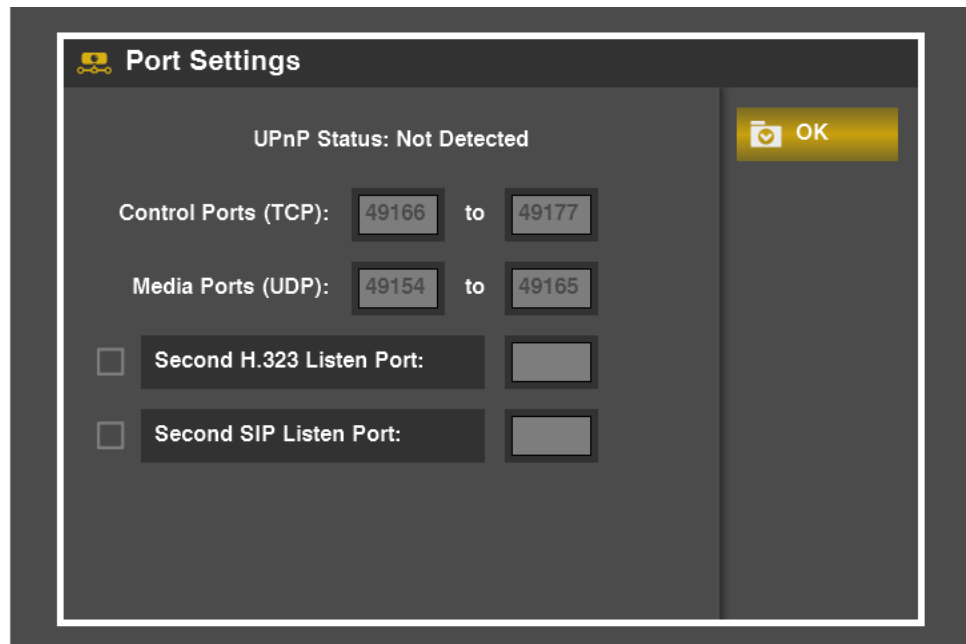 Port Settings
UPnP Status: Not Detected
OK
Control Ports (TCP): 49166 to 49177
Media Ports (UDP): 49154 to 49165
Second H.323 Listen Port:
Second SIP Listen Port: